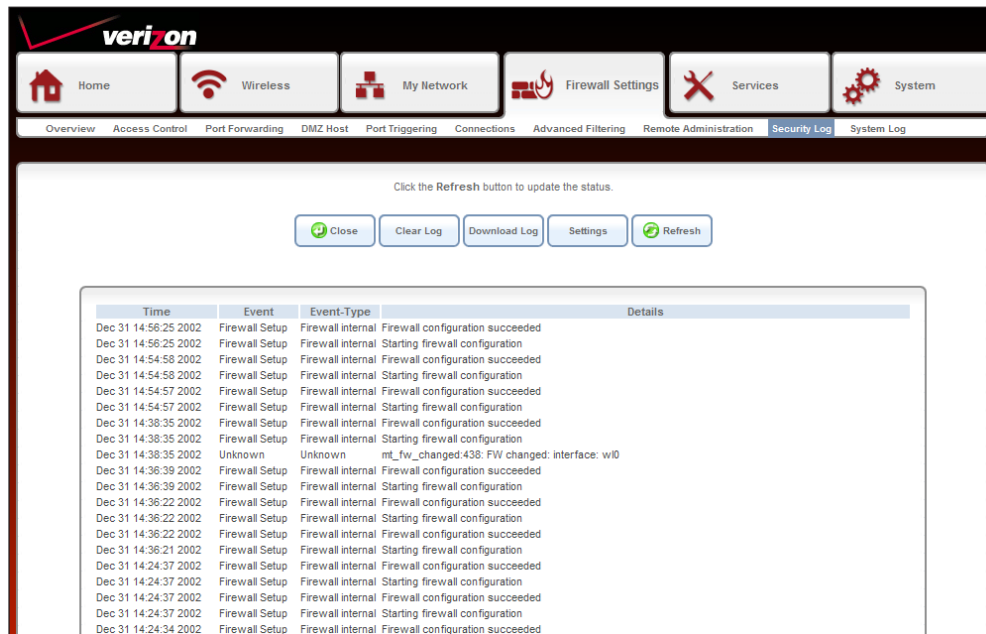 verizon
Home Wireless My Network Firewall Settings Services System
Overview Access Control Port Forwarding DMZ Host Port Triggering Connections Advanced Filtering Remote Administration Security Log System Log
Click the Refresh button to update the status.
Close Clear Log Download Log Settings Refresh
Time Event Event-Type Details
Dec 31 14:56:25 2002 Firewall Setup Firewall internal Firewall configuration succeeded
Dec 31 14:56:25 2002 Firewall Setup Firewall internal Starting firewall configuration
Dec 31 14:54:58 2002 Firewall Setup Firewall internal Firewall configuration succeeded
Dec 31 14:54:58 2002 Firewall Setup Firewall internal Starting firewall configuration
Dec 31 14:54:57 2002 Firewall Setup Firewall internal Firewall configuration succeeded
Dec 31 14:54:57 2002 Firewall Setup Firewall internal Starting firewall configuration
Dec 31 14:38:35 2002 Firewall Setup Firewall internal Firewall configuration succeeded
Dec 31 14:38:35 2002 Firewall Setup Firewall internal Starting firewall configuration
Dec 31 14:38:35 2002 Unknown Unknown mt_fw_changed:438: FW changed: interface: wl0
Dec 31 14:36:39 2002 Firewall Setup Firewall internal Firewall configuration succeeded
Dec 31 14:36:39 2002 Firewall Setup Firewall internal Starting firewall configuration
Dec 31 14:36:22 2002 Firewall Setup Firewall internal Firewall configuration succeeded
Dec 31 14:36:22 2002 Firewall Setup Firewall internal Starting firewall configuration
Dec 31 14:36:22 2002 Firewall Setup Firewall internal Firewall configuration succeeded
Dec 31 14:36:21 2002 Firewall Setup Firewall internal Starting firewall configuration
Dec 31 14:24:37 2002 Firewall Setup Firewall internal Firewall configuration succeeded
Dec 31 14:24:37 2002 Firewall Setup Firewall internal Starting firewall configuration
Dec 31 14:24:37 2002 Firewall Setup Firewall internal Firewall configuration succeeded
Dec 31 14:24:37 2002 Firewall Setup Firewall internal Starting firewall configuration
Dec 31 14:24:34 2002 Firewall Setup Firewall internal Firewall configuration succeeded